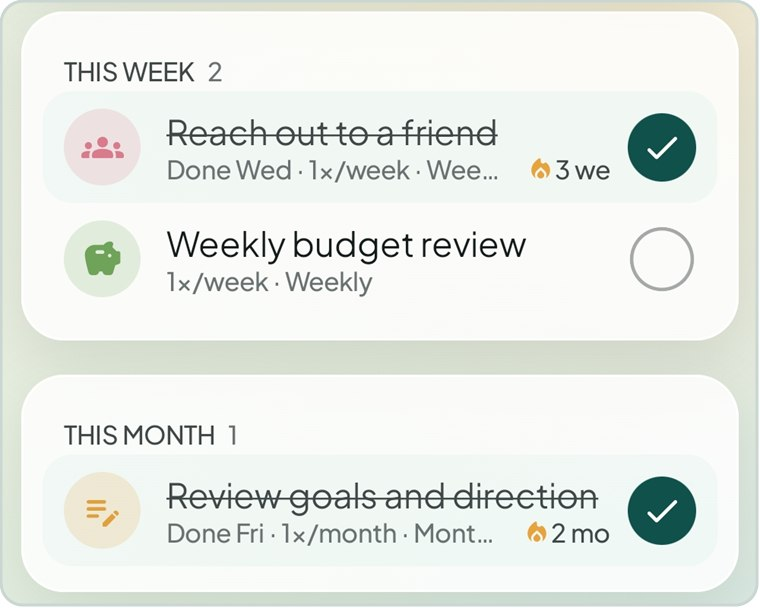 THIS WEEK 2
Reach out to a friend
Done Wed · 1×/week · Wee... 3 we
Weekly budget review
1×/week · Weekly
THIS MONTH 1
Review goals and direction
Done Fri · 1×/month · Mont... 2 mo